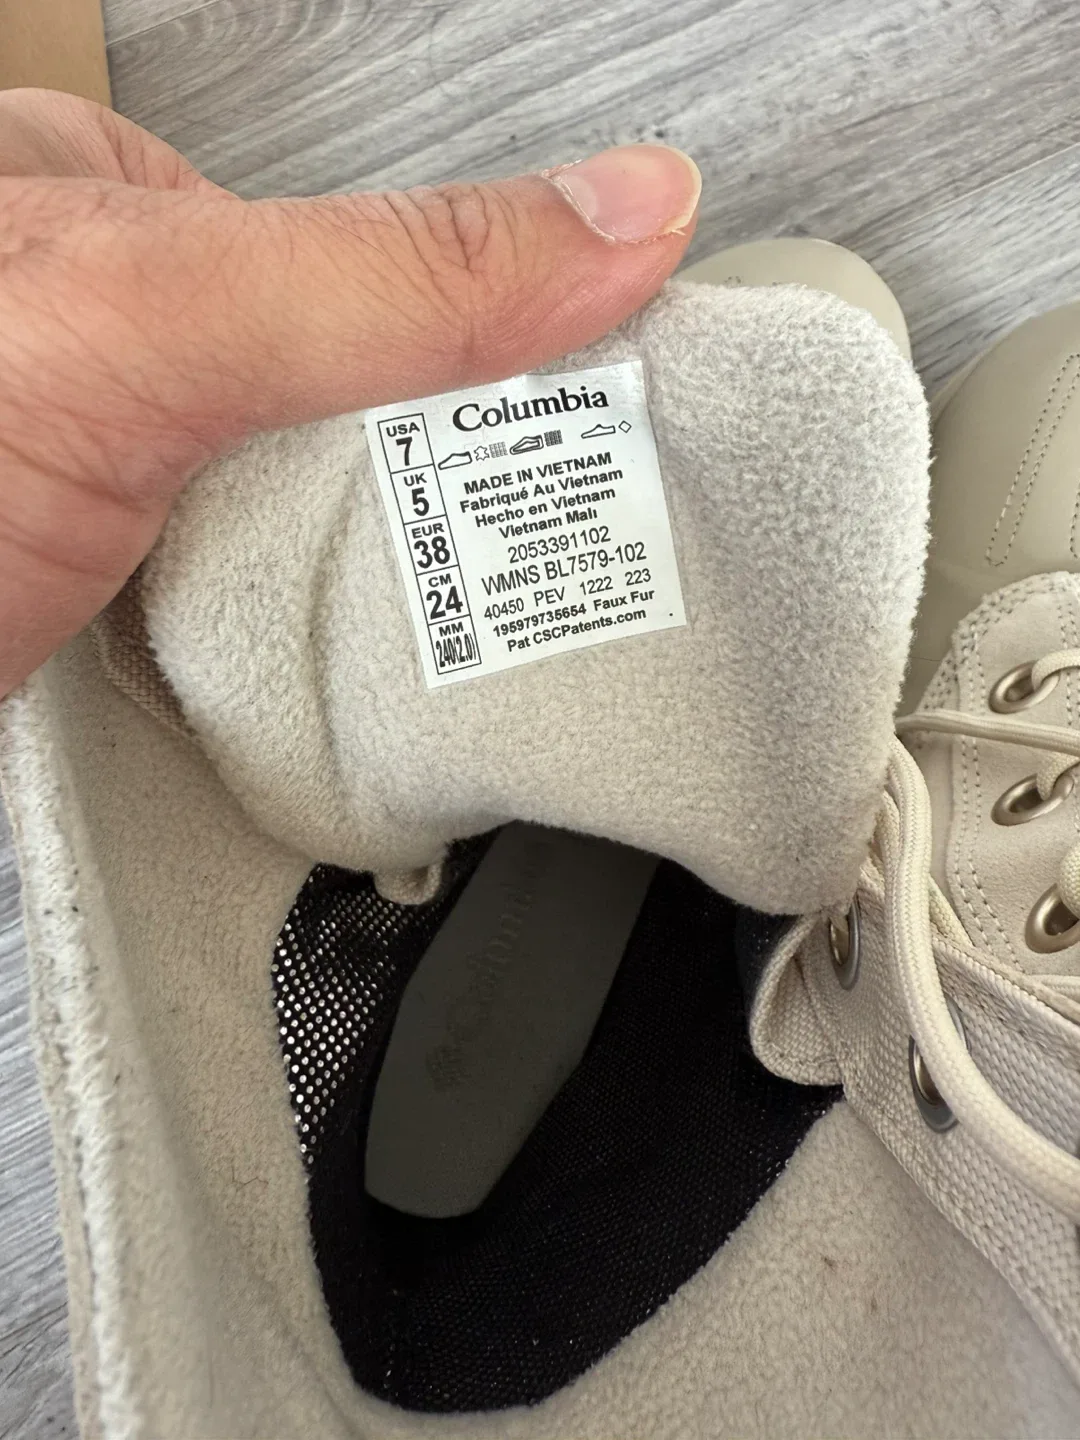 Columbia
USA
7
UK
5
EUR
38
CM
24
MM
240(2.0)
MADE IN VIETNAM
Fabriqué Au Vietnam
Hecho en Vietnam
Vietnam Malı
2053391102
WMNS BL7579-102
40450 PEV 1222 223
195979735654 Faux Fur
Pat CSCPatents.com
Columbia